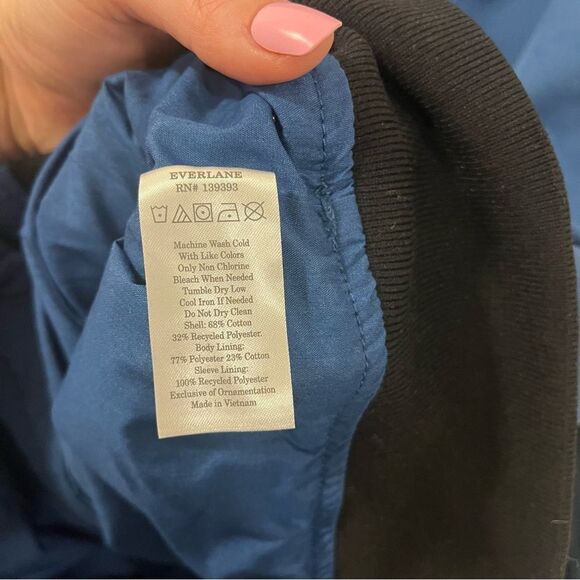 EVERLANE
RN# 139393
Machine Wash Cold
With Like Colors
Only Non Chlorine
Bleach When Needed
Tumble Dry Low
Cool Iron If Needed
Do Not Dry Clean
Shell: 68% Cotton
32% Recycled Polyester.
Body Lining:
77% Polyester 23% Cotton
Sleeve Lining:
100% Recycled Polyester
Exclusive of Ornamentation
Made in Vietnam